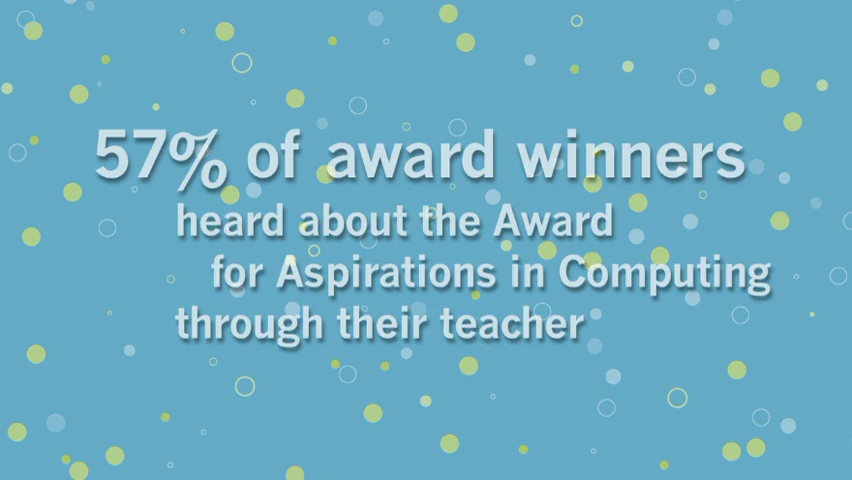 57% of award winners
heard about the Award
for Aspirations in Computing
through their teacher